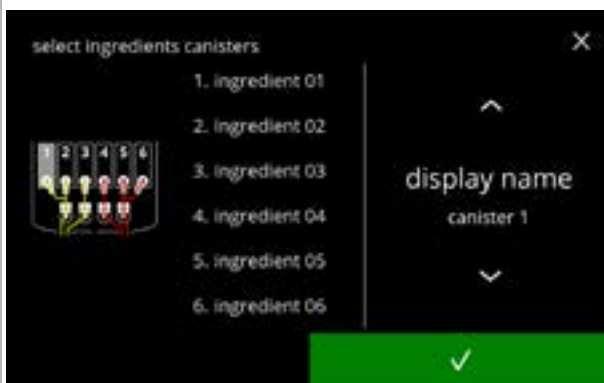 select ingredients canisters
1. ingredient 01
2. ingredient 02
3. ingredient 03
4. ingredient 04
5. ingredient 05
6. ingredient 06
1 2 3 4 5 6
display name
canister 1